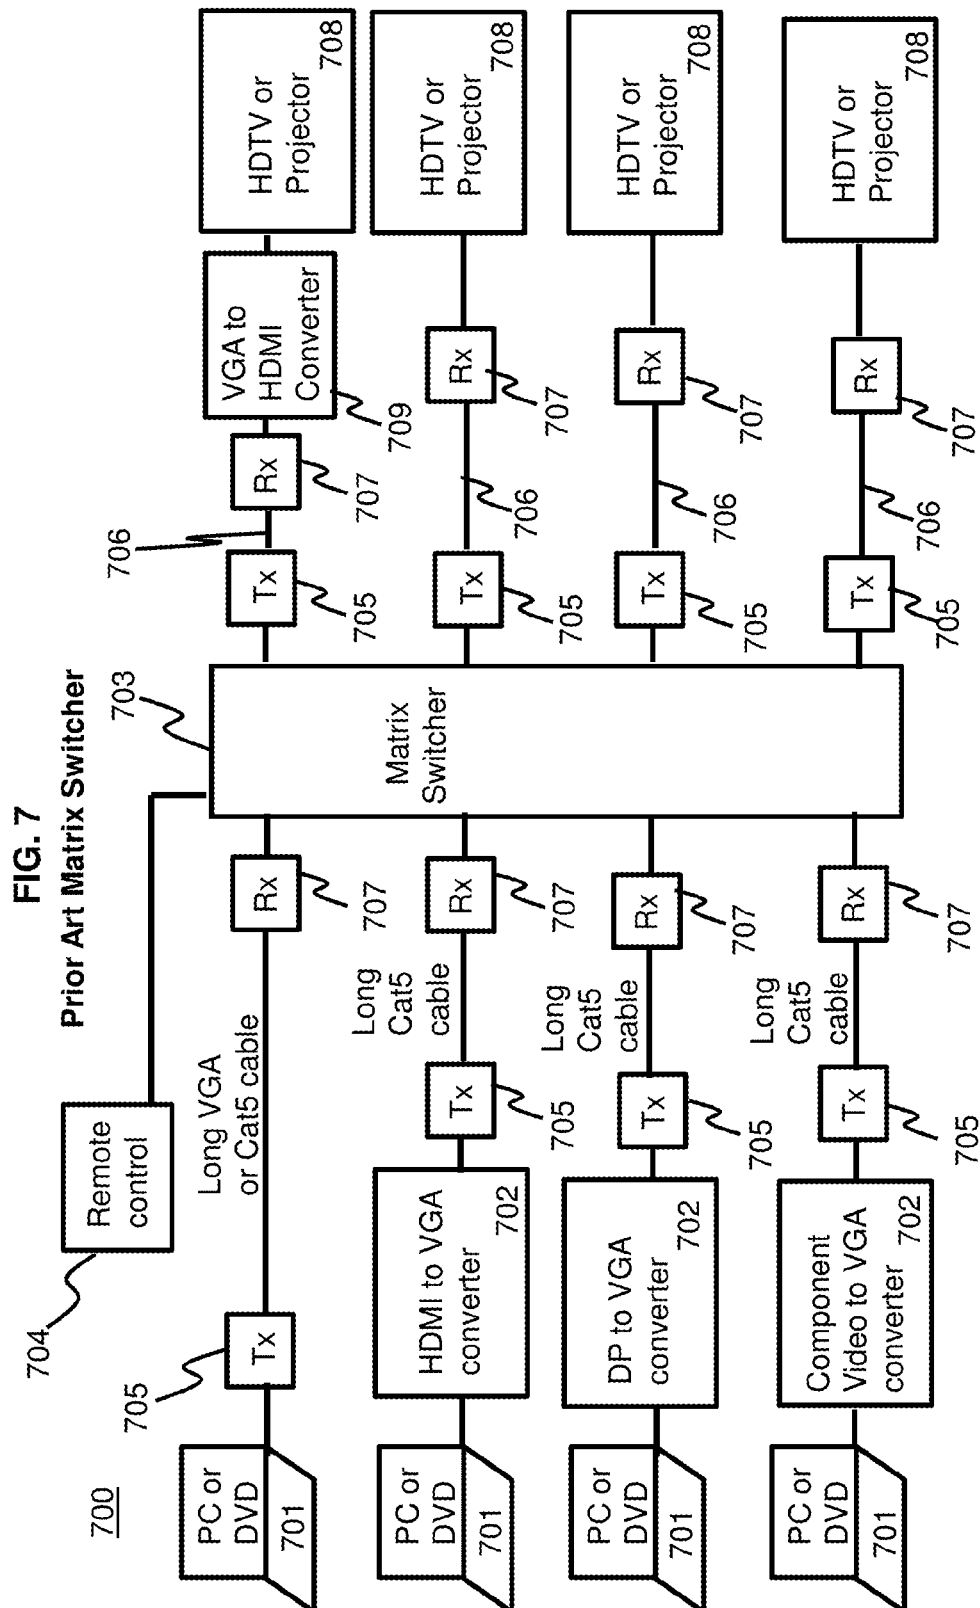 FIG. 7
Prior Art Matrix Switcher
700
704
Remote
control
703
Matrix
Switcher
PC or
DVD
701
705
Tx
Long VGA
or Cat5 cable
Rx
707
Tx
705
706
Rx
707
VGA to
HDMI
Converter
709
HDTV or
Projector
708
PC or
DVD
701
HDMI to VGA
converter
702
Tx
705
Long
Cat5
cable
Rx
707
Tx
705
706
Rx
707
HDTV or
Projector
708
PC or
DVD
701
DP to VGA
converter
702
Tx
705
Long
Cat5
cable
Rx
707
Tx
705
706
Rx
707
HDTV or
Projector
708
PC or
DVD
701
Component
Video to VGA
converter
702
Tx
705
Long
Cat5
cable
Rx
707
Tx
705
706
Rx
707
HDTV or
Projector
708